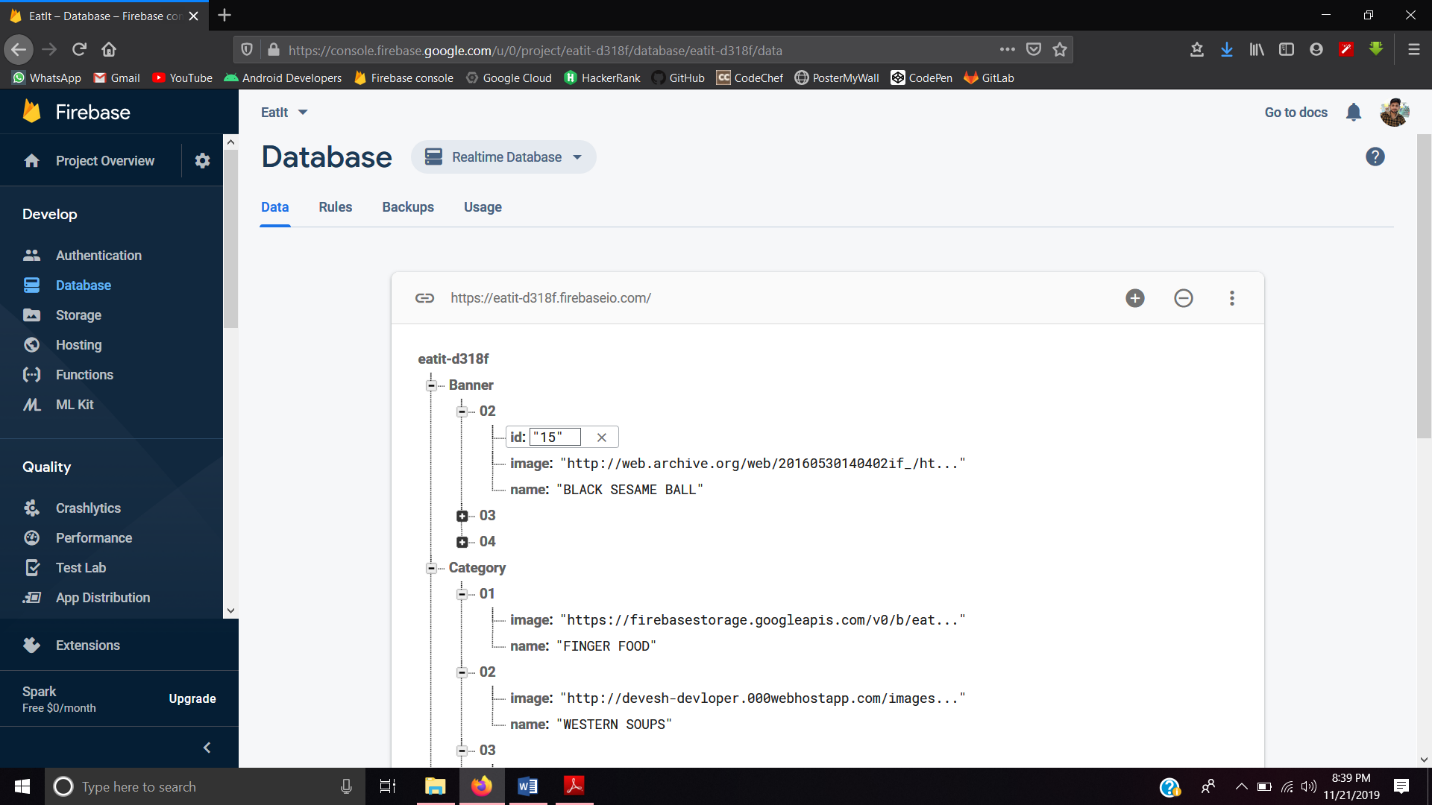 EatIt – Database – Firebase con
https://console.firebase.google.com/u/0/project/eatit-d318f/database/eatit-d318f/data
WhatsApp Gmail YouTube Android Developers Firebase console Google Cloud HackerRank GitHub CC CodeChef PosterMyWall CodePen GitLab
Firebase
EatIt
Go to docs
Project Overview
Database
Realtime Database
?
Data Rules Backups Usage
Develop
Authentication
Database
Storage
Hosting
Functions
ML Kit
Quality
Crashlytics
Performance
Test Lab
App Distribution
Extensions
Spark
Free $0/month
Upgrade
https://eatit-d318f.firebaseio.com/
eatit-d318f
Banner
02
id: "15"
image: "http://web.archive.org/web/20160530140402if_/ht..."
name: "BLACK SESAME BALL"
03
04
Category
01
image: "https://firebasestorage.googleapis.com/v0/b/eat..."
name: "FINGER FOOD"
02
image: "http://devesh-devloper.000webhostapp.com/images..."
name: "WESTERN SOUPS"
03
Type here to search
8:39 PM
11/21/2019